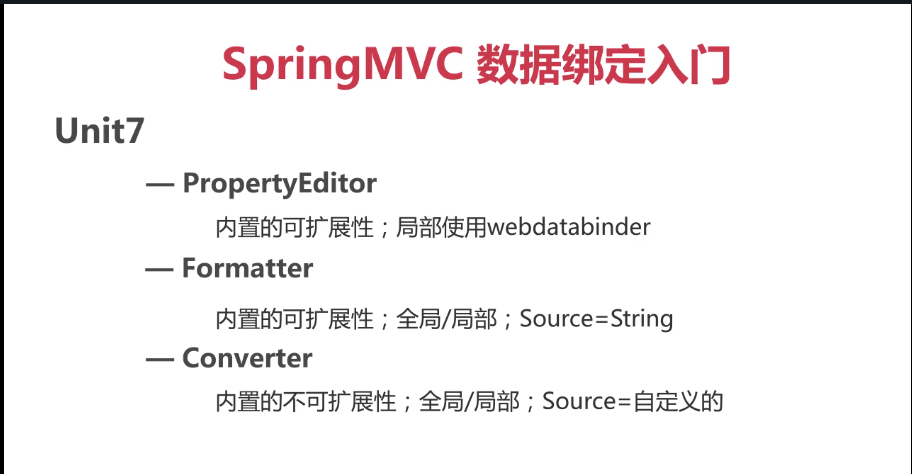 SpringMVC 数据绑定入门
Unit7
— PropertyEditor
内置的可扩展性；局部使用webdatabinder
— Formatter
内置的可扩展性；全局/局部；Source=String
— Converter
内置的不可扩展性；全局/局部；Source=自定义的